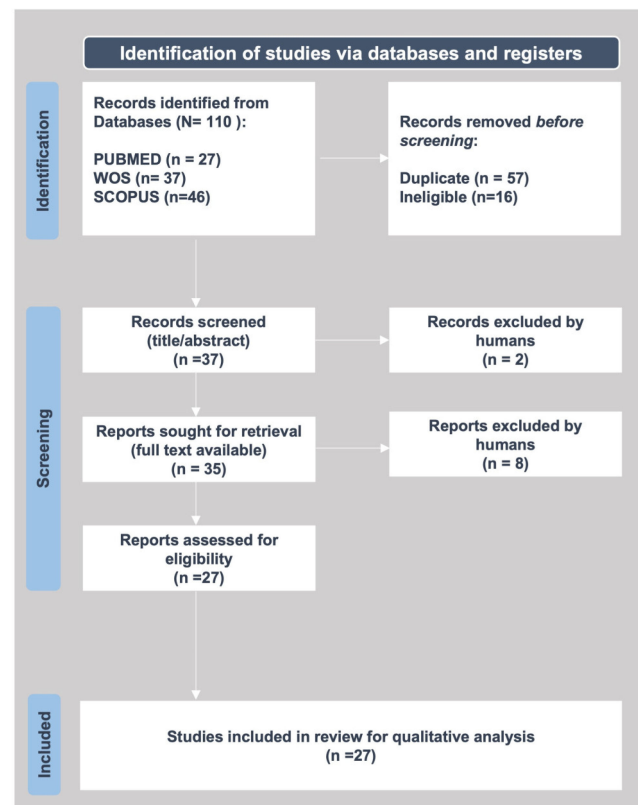 Identification of studies via databases and registers
Identification
Records identified from
Databases (N= 110 ):
PUBMED (n = 27)
WOS (n= 37)
SCOPUS (n=46)
Records removed before
screening:
Duplicate (n = 57)
Ineligible (n=16)
Screening
Records screened
(title/abstract)
(n =37)
Records excluded by
humans
(n = 2)
Reports sought for retrieval
(full text available)
(n = 35)
Reports excluded by
humans
(n = 8)
Reports assessed for
eligibility
(n =27)
Included
Studies included in review for qualitative analysis
(n =27)